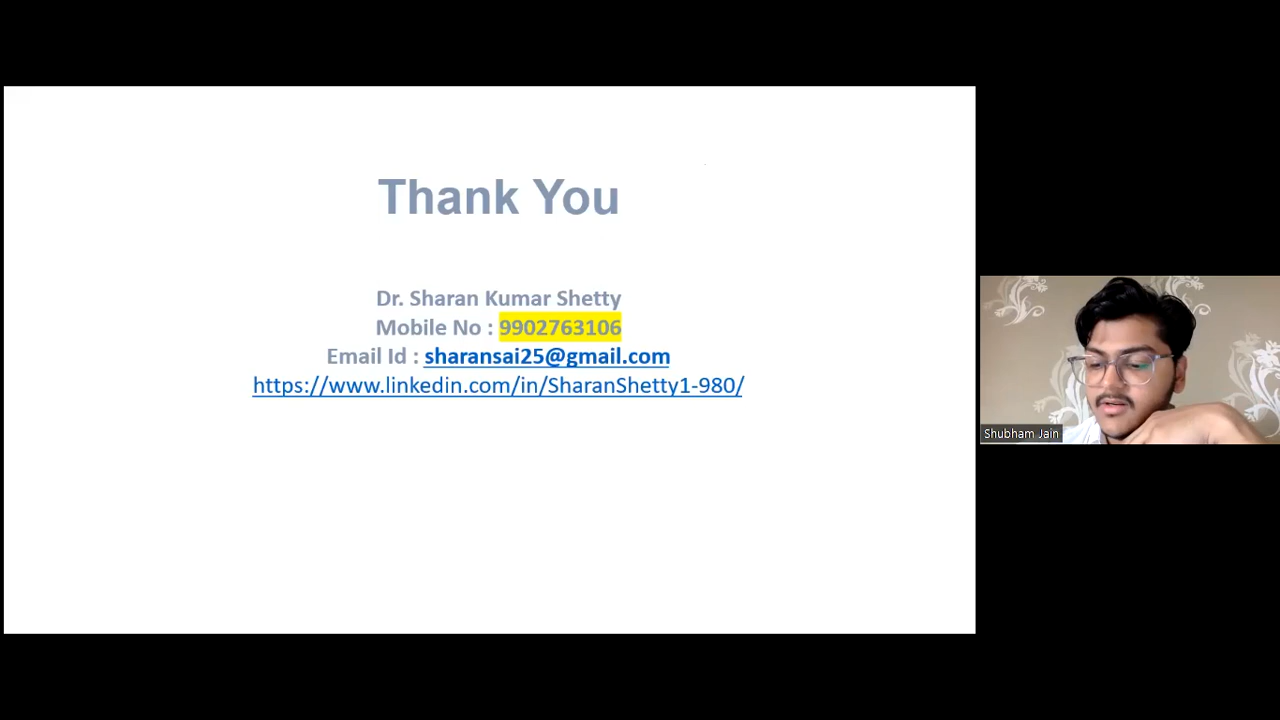 Thank You
Dr. Sharan Kumar Shetty
Mobile No : 9902763106
Email Id : sharansai25@gmail.com
https://www.linkedin.com/in/SharanShetty1-980/
Shubham Jain